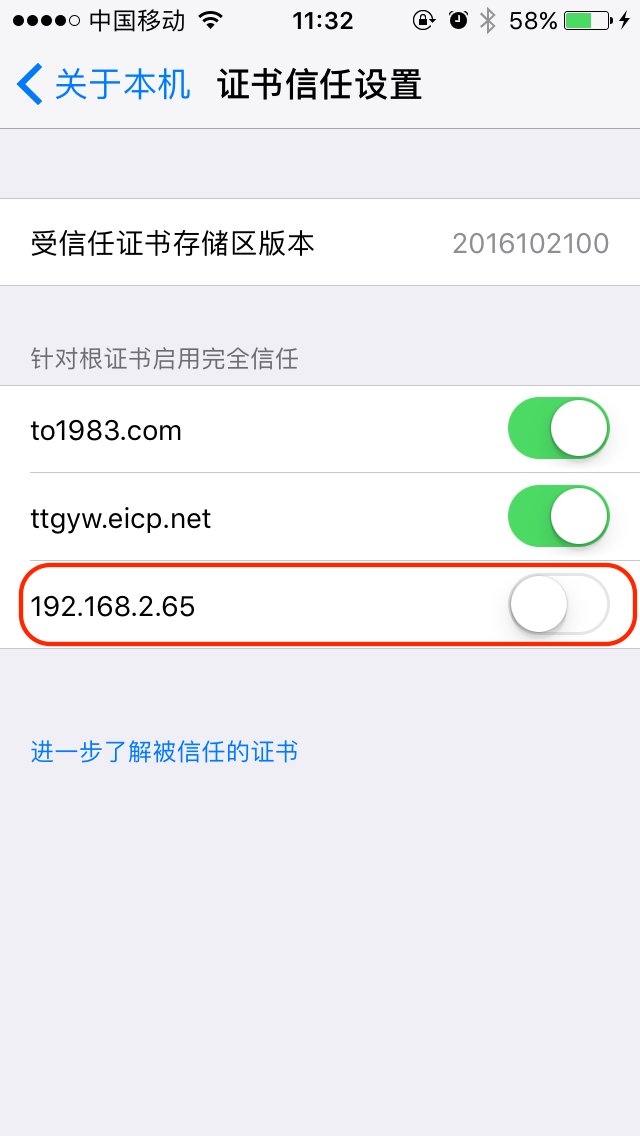 中国移动 11:32 58%
关于本机 证书信任设置
受信任证书存储区版本 2016102100
针对根证书启用完全信任
to1983.com
ttgyw.eicp.net
192.168.2.65
进一步了解被信任的证书